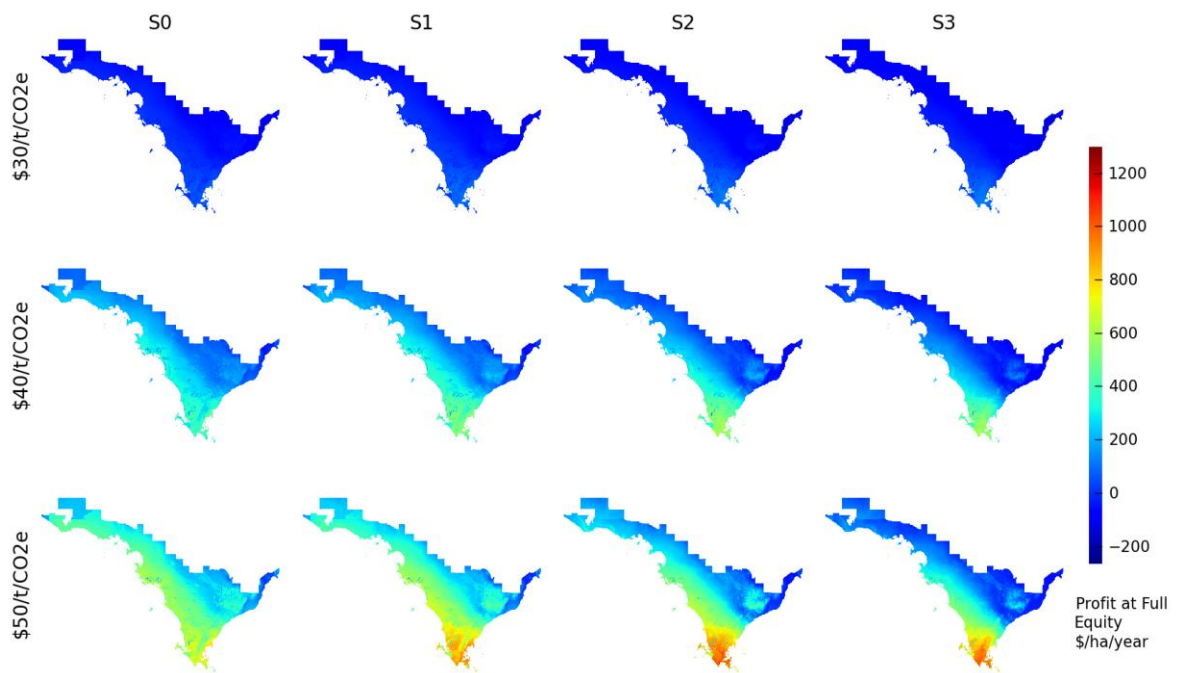 S0 S1 S2 S3
$30/t/CO2e
$40/t/CO2e
$50/t/CO2e
1200
1000
800
600
400
200
0
−200
Profit at Full
Equity
$/ha/year